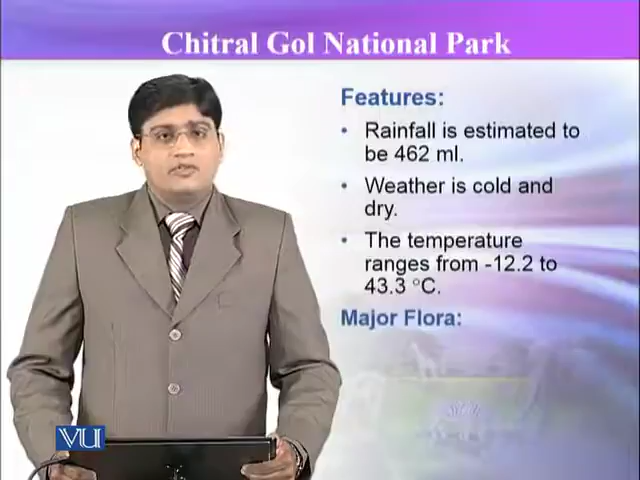 Chitral Gol National Park
Features:
• Rainfall is estimated to
be 462 ml.
• Weather is cold and
dry.
• The temperature
ranges from -12.2 to
43.3 °C.
Major Flora:
VU